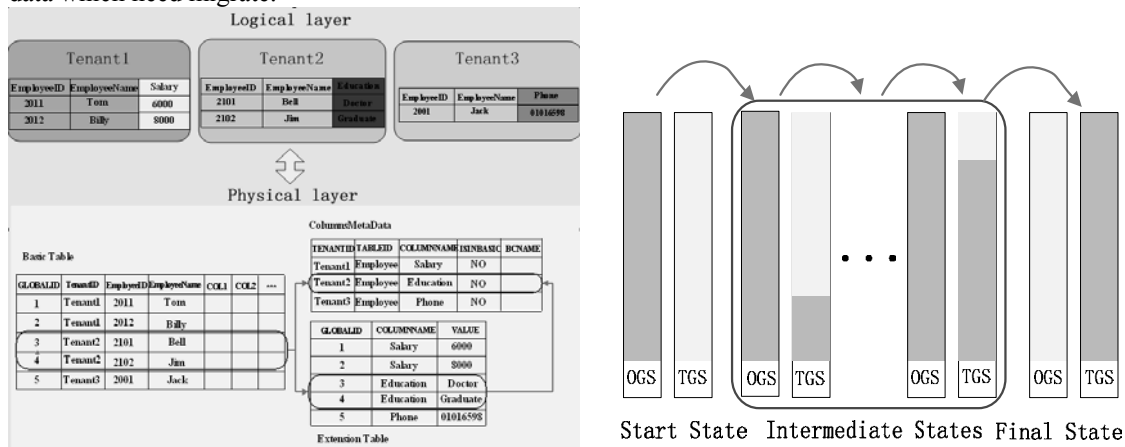 data which need migrate.
Logical layer
Tenant1
EmployeeID EmployeeName Salary
2011 Tom 6000
2012 Billy 8000
Tenant2
EmployeeID EmployeeName Education
2101 Bell Doctor
2102 Jim Graduate
Tenant3
EmployeeID EmployeeName Phone
2001 Jack 01016598
Physical layer
Basic Table
GLOBALID TenantID EmployeeID EmployeeName COL1 COL2 ...
1 Tenant1 2011 Tom
2 Tenant1 2012 Billy
3 Tenant2 2101 Bell
4 Tenant2 2102 Jim
5 Tenant3 2001 Jack
ColumnsMetaData
TENANTID TABLEID COLUMNNAME ISINBASIC BCNAME
Tenant1 Employee Salary NO
Tenant2 Employee Education NO
Tenant3 Employee Phone NO
GLOBALID COLUMNNAME VALUE
1 Salary 6000
2 Salary 8000
3 Education Doctor
4 Education Graduate
5 Phone 01016598
Extension Table
...
OGS TGS OGS TGS OGS TGS OGS TGS
Start State Intermediate States Final State